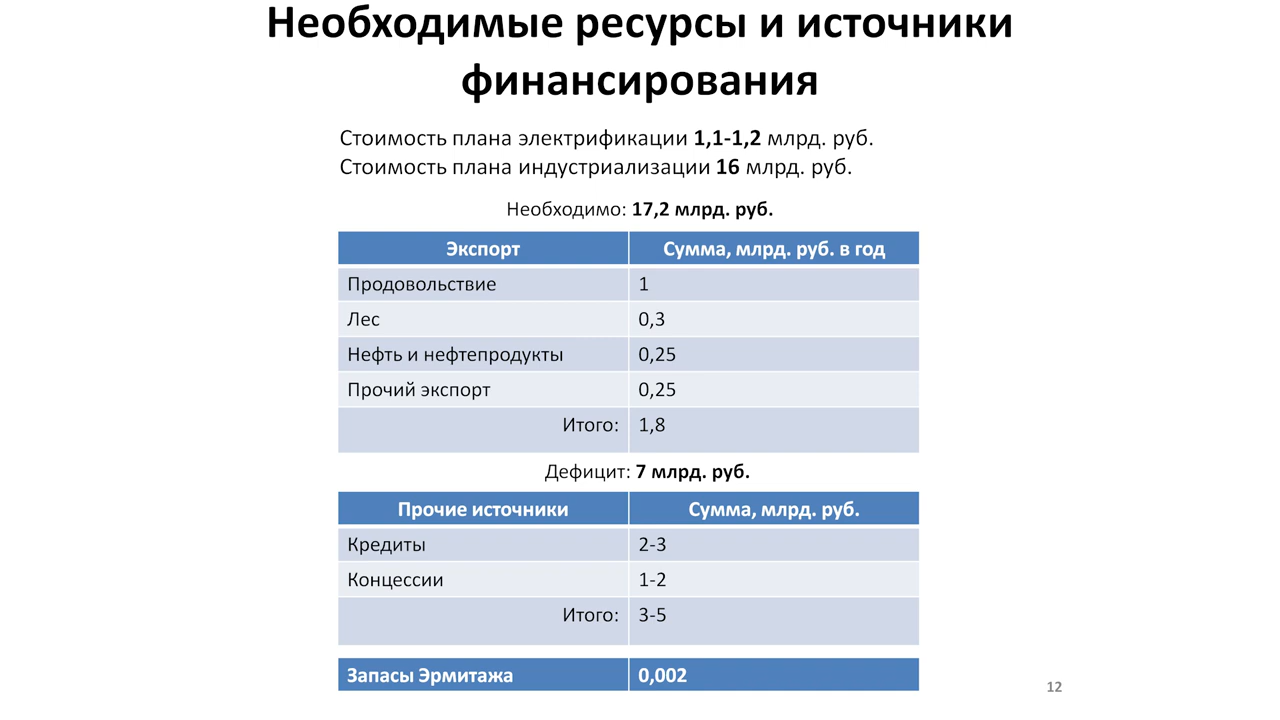 Необходимые ресурсы и источники
финансирования
Стоимость плана электрификации 1,1-1,2 млрд. руб.
Стоимость плана индустриализации 16 млрд. руб.
Необходимо: 17,2 млрд. руб.
Экспорт Сумма, млрд. руб. в год
Продовольствие 1
Лес 0,3
Нефть и нефтепродукты 0,25
Прочий экспорт 0,25
Итого: 1,8
Дефицит: 7 млрд. руб.
Прочие источники Сумма, млрд. руб.
Кредиты 2-3
Концессии 1-2
Итого: 3-5
Запасы Эрмитажа 0,002
12